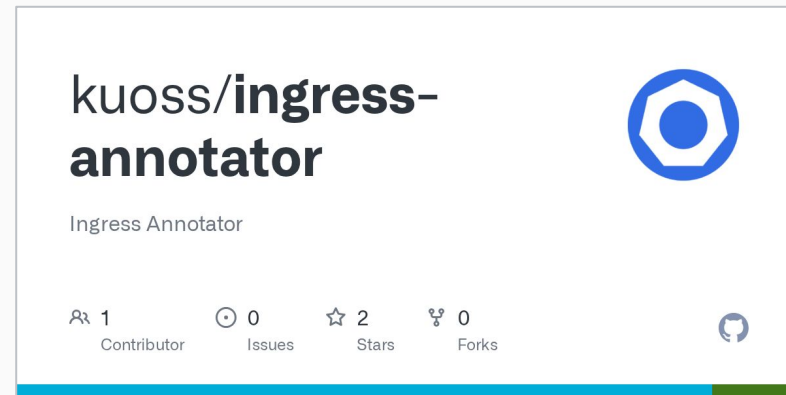 kuoss/ingress-
annotator
Ingress Annotator
1 0 2 0
Contributor Issues Stars Forks